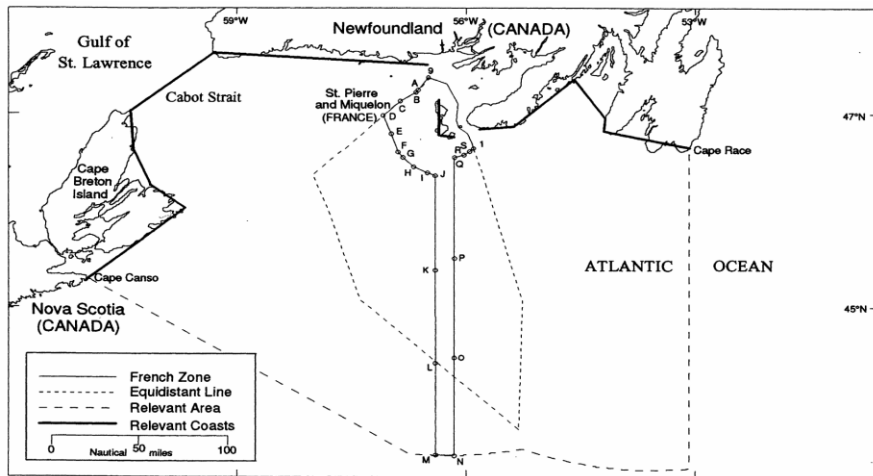 59°W
56°W
53°W
Newfoundland (CANADA)
Gulf of
St. Lawrence
Cabot Strait
St. Pierre
and Miquelon
(FRANCE)
9
A
B
C
D
E
F
G
H
I
J
Q
R
S
1
47°N
Cape Race
Cape
Breton
Island
Cape Canso
Nova Scotia
(CANADA)
ATLANTIC OCEAN
45°N
K
P
L
O
M
N
French Zone
Equidistant Line
Relevant Area
Relevant Coasts
0 50 100
Nautical miles